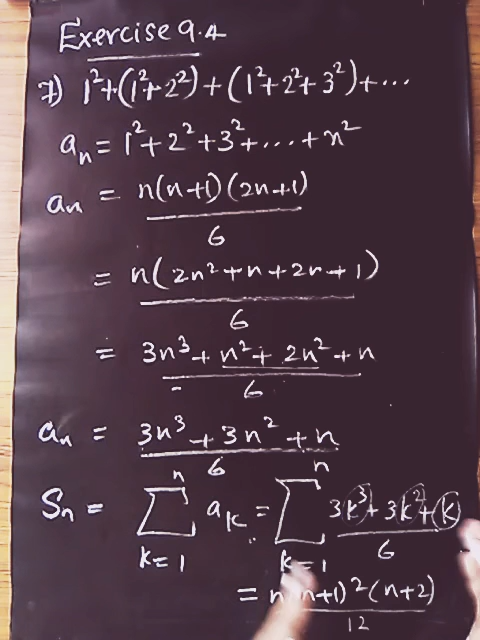 Exercise 9.4
7) 1²+(1²+2²)+(1²+2²+3²)+...
aₙ = 1²+2²+3²+...+n²
aₙ = n(n+1)(2n+1)/6
= n(2n²+n+2n+1)/6
= 3n³+n²+2n²+n/6
aₙ = 3n³+3n²+n/6
Sₙ = ∑ₖ₌₁ⁿ aₖ = ∑ₖ₌₁ⁿ 3k³+3k²+k/6
= n n+1)²(n+2)/12